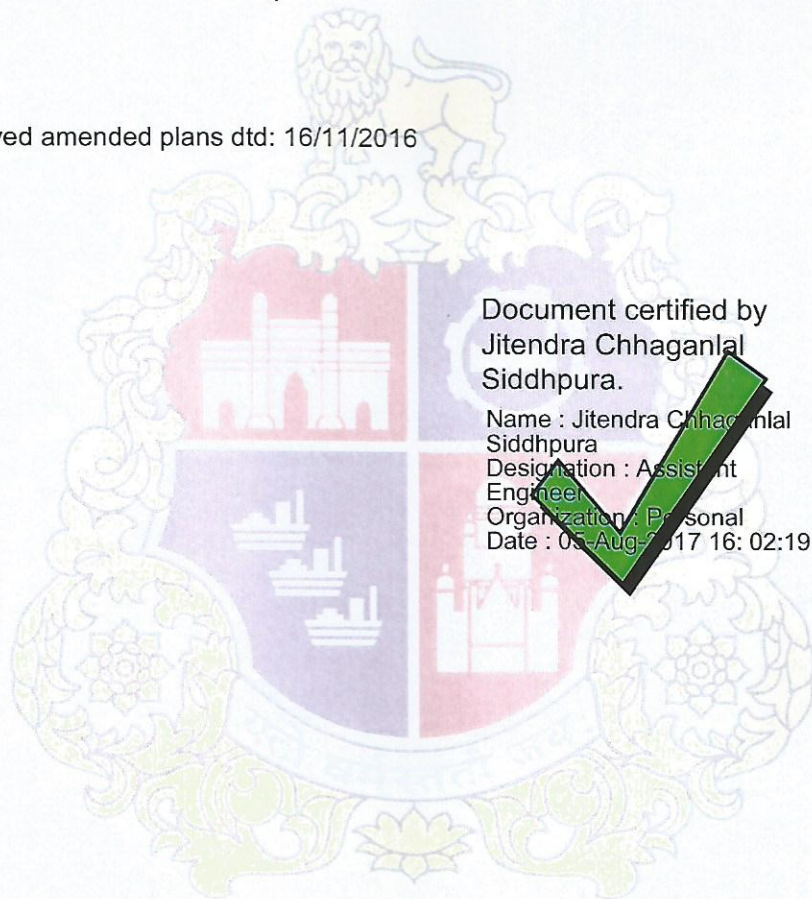 ved amended plans dtd: 16/11/2016
Document certified by
Jitendra Chhaganlal
Siddhpura.
Name : Jitendra Chhaganlal
Siddhpura
Designation : Assistant
Engineer
Organization : Personal
Date : 05-Aug-2017 16: 02:19